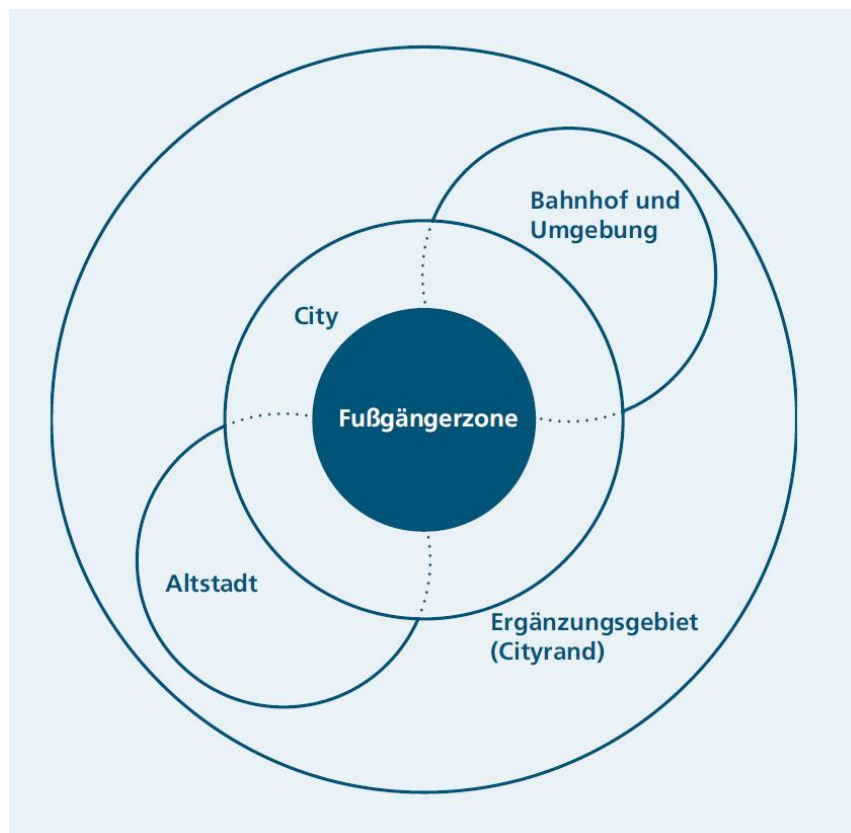 Bahnhof und
Umgebung
City
Fußgängerzone
Altstadt
Ergänzungsgebiet
(Cityrand)